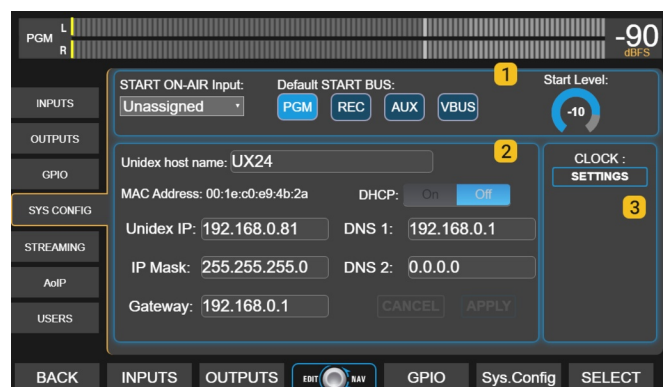 PGM L -90
R dBFS
START ON-AIR Input: Default START BUS: 1 Start Level:
Unassigned PGM REC AUX VBUS -10
INPUTS
OUTPUTS
GPIO
SYS CONFIG
STREAMING
AoIP
USERS
Unidex host name: UX24 2
MAC Address: 00:1e:c0:e9:4b:2a DHCP: On Off
Unidex IP: 192.168.0.81 DNS 1: 192.168.0.1
IP Mask: 255.255.255.0 DNS 2: 0.0.0.0
Gateway: 192.168.0.1 CANCEL APPLY
CLOCK :
SETTINGS
3
BACK INPUTS OUTPUTS EDIT NAV GPIO Sys.Config SELECT